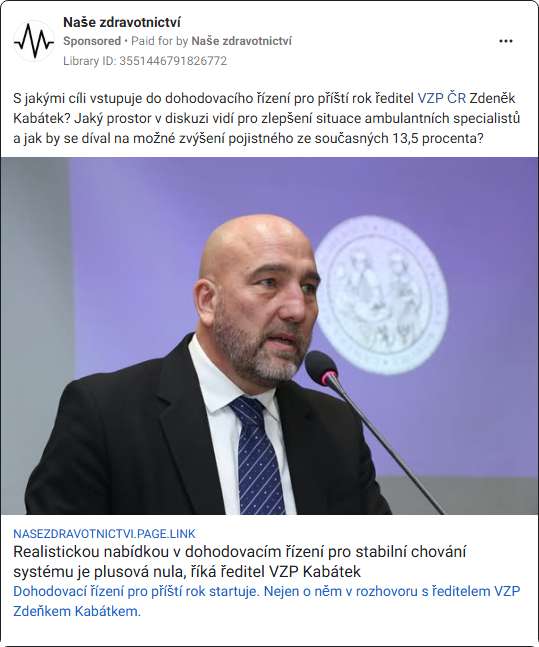 Naše zdravotnictví
Sponsored • Paid for by Naše zdravotnictví
Library ID: 3551446791826772
S jakými cíli vstupuje do dohodovacího řízení pro příští rok ředitel VZP ČR Zdeněk
Kabátek? Jaký prostor v diskuzi vidí pro zlepšení situace ambulantních specialistů
a jak by se díval na možné zvýšení pojistného ze současných 13,5 procenta?
NASEZDRAVOTNICTVI.PAGE.LINK
Realistickou nabídkou v dohodovacím řízení pro stabilní chování
systému je plusová nula, říká ředitel VZP Kabátek
Dohodovací řízení pro příští rok startuje. Nejen o něm v rozhovoru s ředitelem VZP
Zdeňkem Kabátkem.